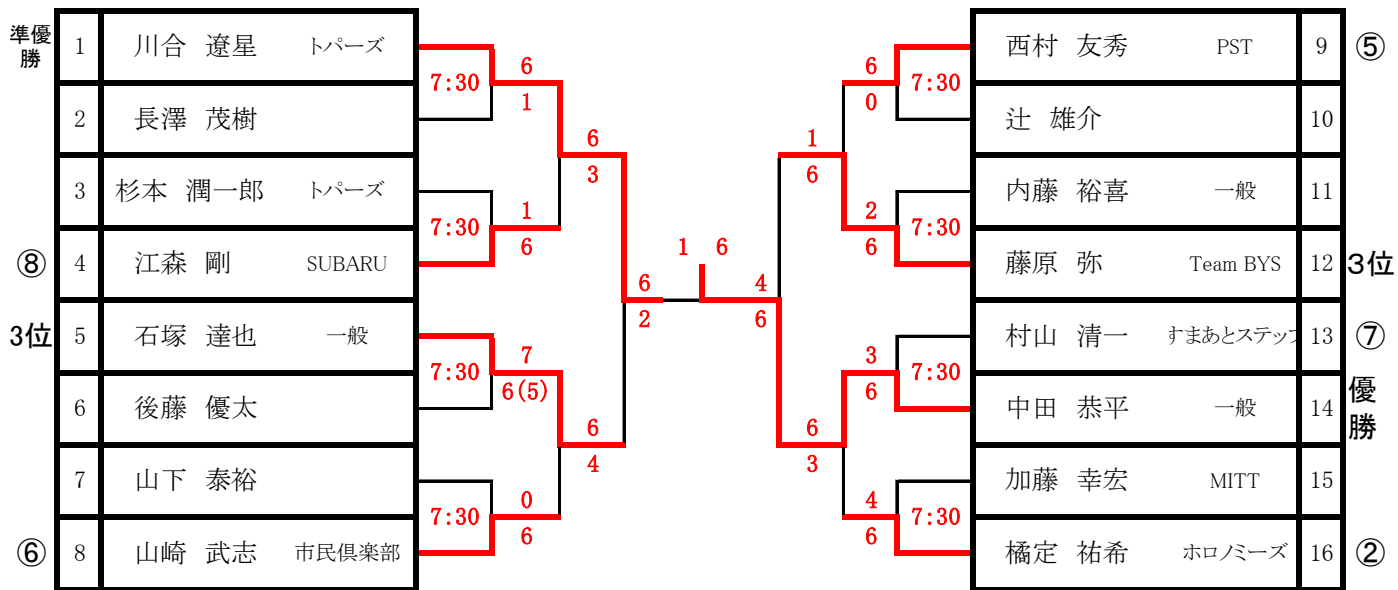 準優
勝
1 川合 遼星 トパーズ
2 長澤 茂樹
3 杉本 潤一郎 トパーズ
⑧ 4 江森 剛 SUBARU
3位 5 石塚 達也 一般
6 後藤 優太
7 山下 泰裕
⑥ 8 山崎 武志 市民倶楽部
7:30
6
1
7:30
1
6
7:30
7
6(5)
7:30
0
6
6
3
6
4
6
2
1 6
4
6
1
6
6
3
6
0
7:30
2
6
7:30
3
6
7:30
4
6
7:30
西村 友秀 PST 9 ⑤
辻 雄介 10
内藤 裕喜 一般 11
藤原 弥 Team BYS 12 3位
村山 清一 すまあとステップ 13 ⑦
中田 恭平 一般 14 優
勝
加藤 幸宏 MITT 15
橘定 祐希 ホロノミーズ 16 ②